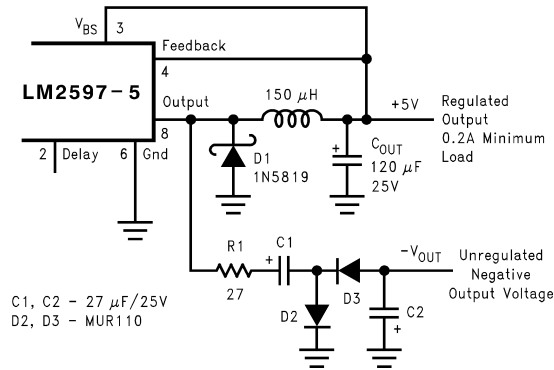 V_BS 3
Feedback
4
LM2597-5
Output
8
150 μH
+5V
Regulated
Output
0.2A Minimum
Load
2 Delay 6 Gnd
D1
1N5819
+
C_OUT
120 μF
25V
R1
27
+
C1
D2
D3
-V_OUT
Unregulated
Negative
Output Voltage
C2
+
C1, C2 - 27 μF/25V
D2, D3 - MUR110